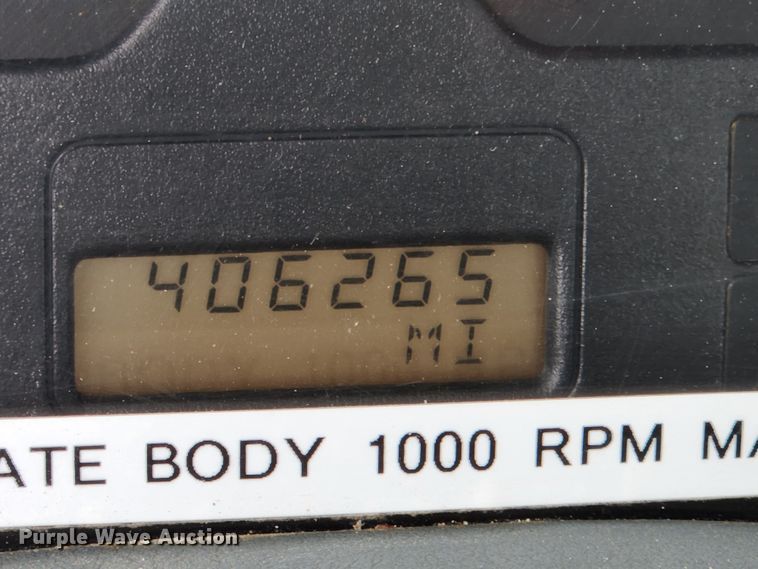 406265
MI
ATE BODY 1000 RPM MA
Purple Wave Auction